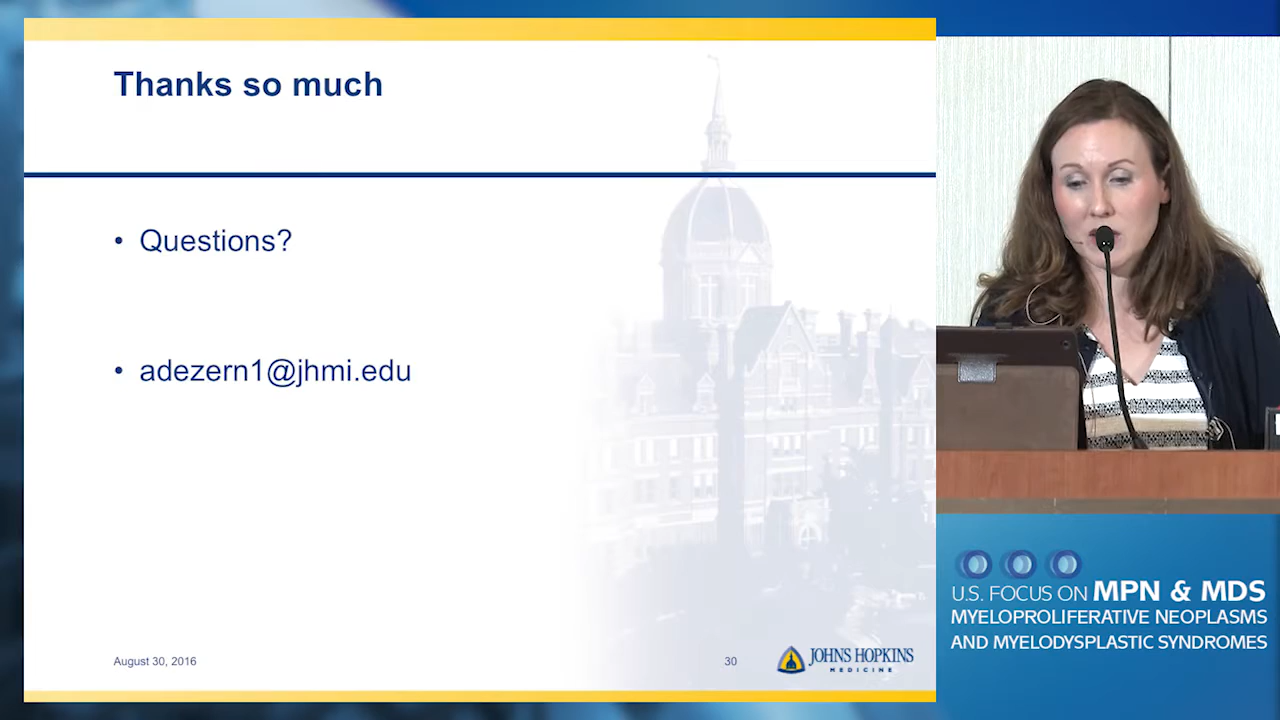 Thanks so much
• Questions?
• adezern1@jhmi.edu
August 30, 2016
30
JOHNS HOPKINS
MEDICINE
U.S. FOCUS ON MPN & MDS
MYELOPROLIFERATIVE NEOPLASMS
AND MYELODYSPLASTIC SYNDROMES